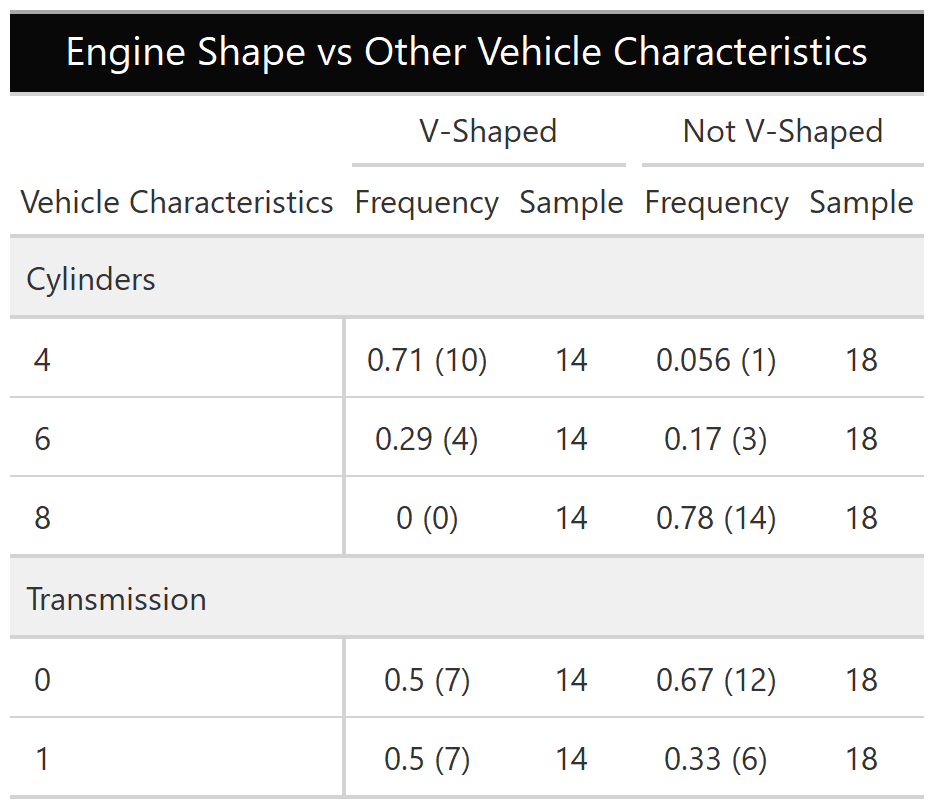 Engine Shape vs Other Vehicle Characteristics
V-Shaped Not V-Shaped
Vehicle Characteristics Frequency Sample Frequency Sample
Cylinders
4 0.71 (10) 14 0.056 (1) 18
6 0.29 (4) 14 0.17 (3) 18
8 0 (0) 14 0.78 (14) 18
Transmission
0 0.5 (7) 14 0.67 (12) 18
1 0.5 (7) 14 0.33 (6) 18